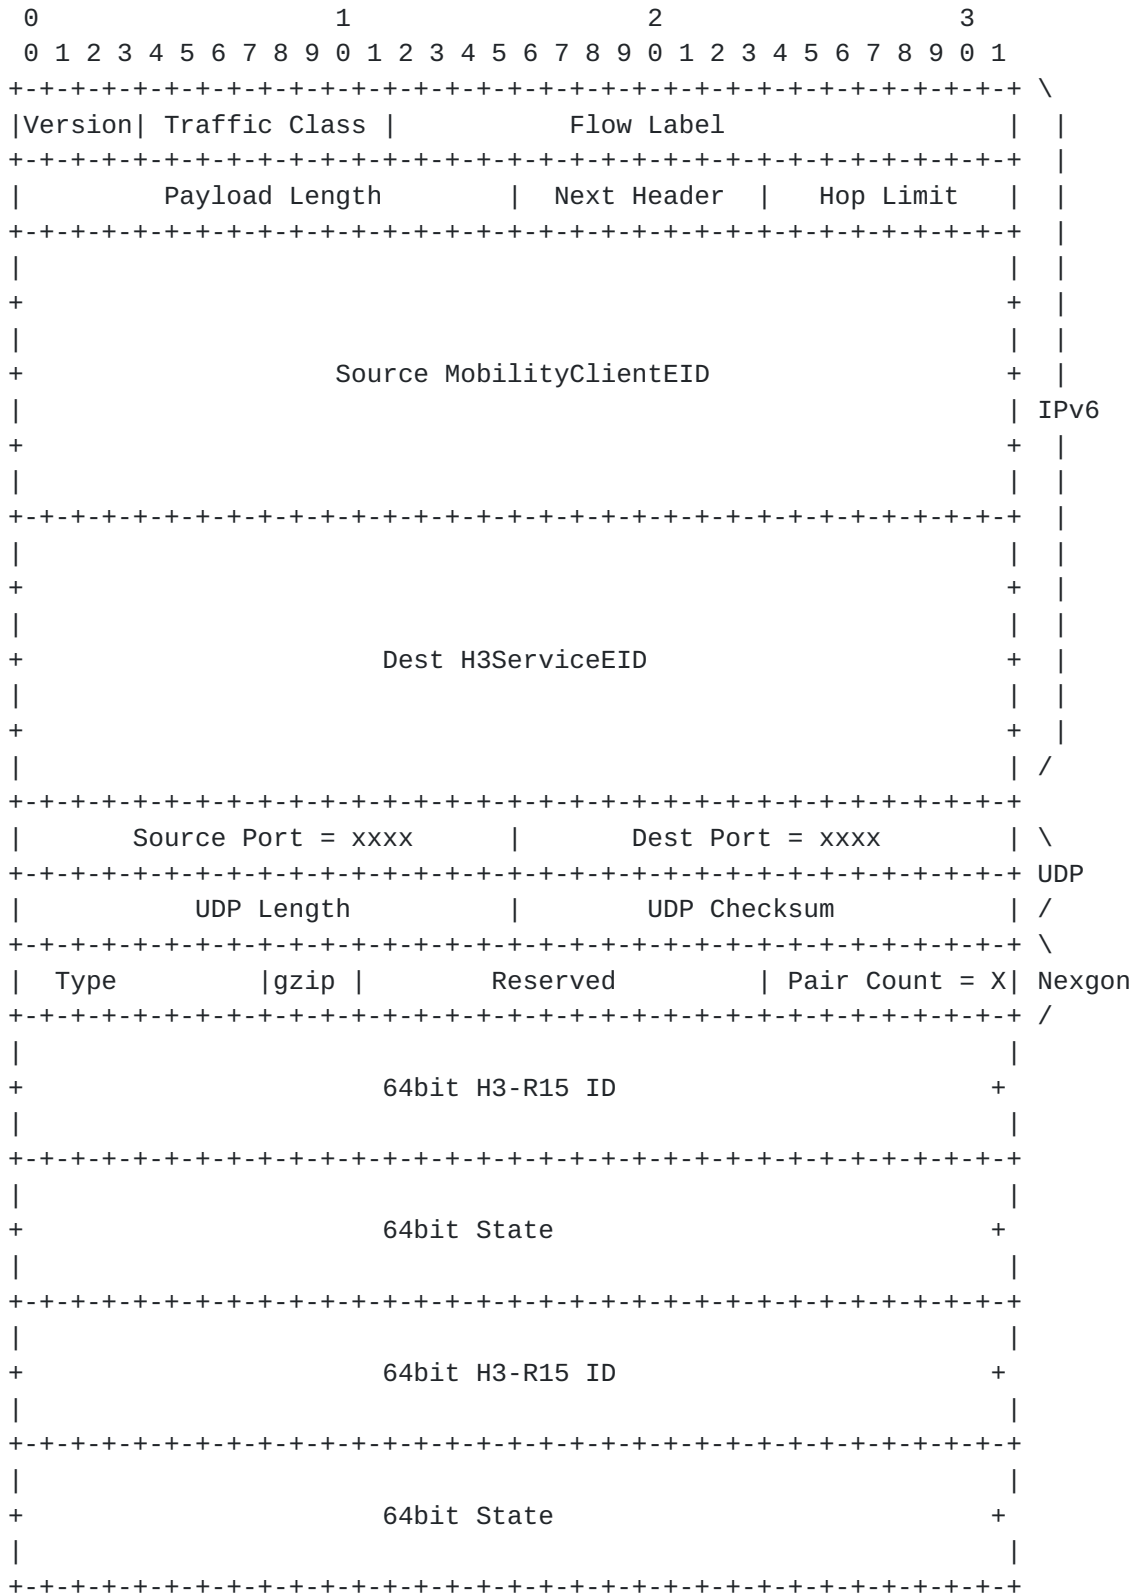 0                   1                   2                   3
 0 1 2 3 4 5 6 7 8 9 0 1 2 3 4 5 6 7 8 9 0 1 2 3 4 5 6 7 8 9 0 1
+-+-+-+-+-+-+-+-+-+-+-+-+-+-+-+-+-+-+-+-+-+-+-+-+-+-+-+-+-+-+-+-+ \
|Version| Traffic Class |           Flow Label                  |  |
+-+-+-+-+-+-+-+-+-+-+-+-+-+-+-+-+-+-+-+-+-+-+-+-+-+-+-+-+-+-+-+-+  |
|         Payload Length        |  Next Header  |   Hop Limit   |  |
+-+-+-+-+-+-+-+-+-+-+-+-+-+-+-+-+-+-+-+-+-+-+-+-+-+-+-+-+-+-+-+-+  |
|                                                               |  |
+                                                               +  |
|                                                               |  |
+                    Source MobilityClientEID                   +  |
|                                                               | IPv6
+                                                               +  |
|                                                               |  |
+-+-+-+-+-+-+-+-+-+-+-+-+-+-+-+-+-+-+-+-+-+-+-+-+-+-+-+-+-+-+-+-+  |
|                                                               |  |
+                                                               +  |
|                                                               |  |
+                       Dest H3ServiceEID                       +  |
|                                                               |  |
+                                                               +  |
|                                                               | /
+-+-+-+-+-+-+-+-+-+-+-+-+-+-+-+-+-+-+-+-+-+-+-+-+-+-+-+-+-+-+-+-+
|       Source Port = xxxx      |       Dest Port = xxxx        | \
+-+-+-+-+-+-+-+-+-+-+-+-+-+-+-+-+-+-+-+-+-+-+-+-+-+-+-+-+-+-+-+-+ UDP
|           UDP Length          |        UDP Checksum           | /
+-+-+-+-+-+-+-+-+-+-+-+-+-+-+-+-+-+-+-+-+-+-+-+-+-+-+-+-+-+-+-+-+ \
|  Type         |gzip |        Reserved         | Pair Count = X| Nexgon
+-+-+-+-+-+-+-+-+-+-+-+-+-+-+-+-+-+-+-+-+-+-+-+-+-+-+-+-+-+-+-+-+ /
|                                                               |
+                       64bit H3-R15 ID                        +
|                                                               |
+-+-+-+-+-+-+-+-+-+-+-+-+-+-+-+-+-+-+-+-+-+-+-+-+-+-+-+-+-+-+-+-+
|                                                               |
+                       64bit State                            +
|                                                               |
+-+-+-+-+-+-+-+-+-+-+-+-+-+-+-+-+-+-+-+-+-+-+-+-+-+-+-+-+-+-+-+-+
|                                                               |
+                       64bit H3-R15 ID                        +
|                                                               |
+-+-+-+-+-+-+-+-+-+-+-+-+-+-+-+-+-+-+-+-+-+-+-+-+-+-+-+-+-+-+-+-+
|                                                               |
+                       64bit State                            +
|                                                               |
+-+-+-+-+-+-+-+-+-+-+-+-+-+-+-+-+-+-+-+-+-+-+-+-+-+-+-+-+-+-+-+-+